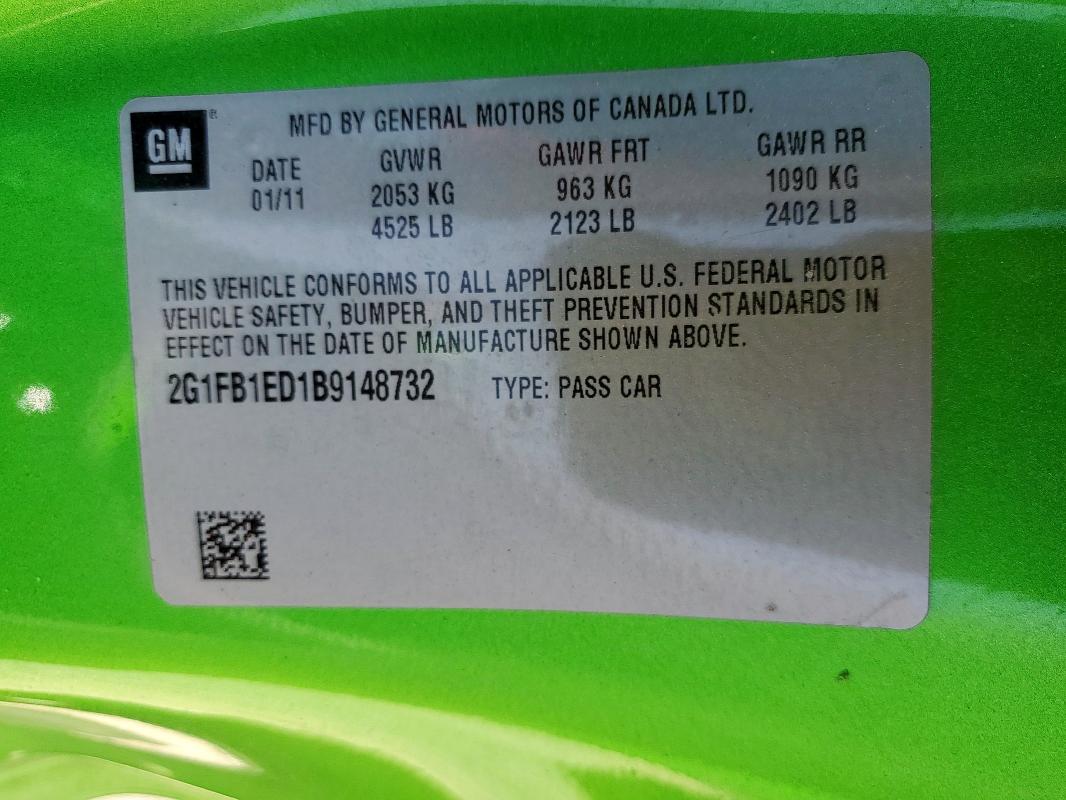 GM®
MFD BY GENERAL MOTORS OF CANADA LTD.
DATE GVWR GAWR FRT GAWR RR
01/11 2053 KG 963 KG 1090 KG
4525 LB 2123 LB 2402 LB
THIS VEHICLE CONFORMS TO ALL APPLICABLE U.S. FEDERAL MOTOR
VEHICLE SAFETY, BUMPER, AND THEFT PREVENTION STANDARDS IN
EFFECT ON THE DATE OF MANUFACTURE SHOWN ABOVE.
2G1FB1ED1B9148732 TYPE: PASS CAR